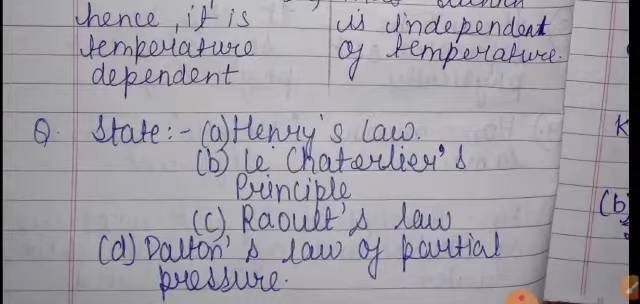 hence, it is
temperature
dependent
is independent
of temperature.
Q. State:- (a) Henry's law.
(b) le Chaterlier's
Principle
(c) Raoult's law
(d) Dalton's law of partial
pressure.
K
(b)